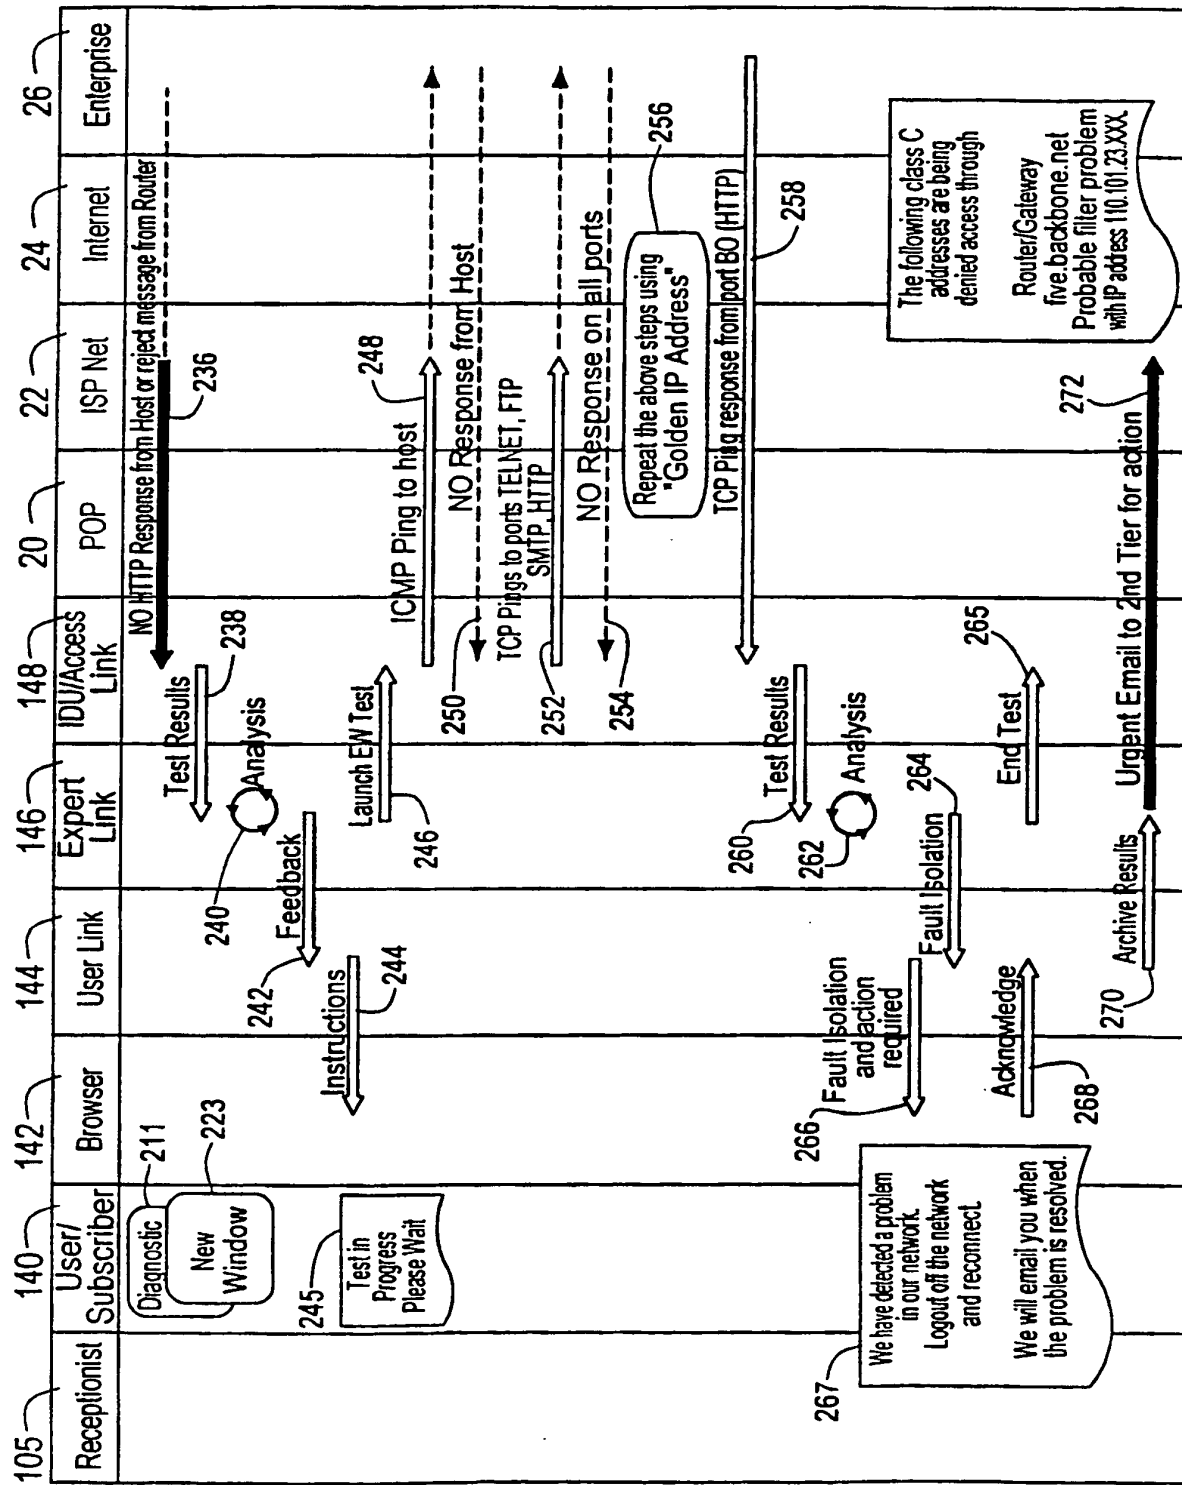 105
Receptionist
140
User/
Subscriber
142
Browser
144
User Link
146
Expert
Link
148
IDU/Access
Link
20
POP
22
ISP Net
24
Internet
26
Enterprise
NO HTTP Response from Host or reject message from Router
236
Diagnostic
211
New
Window
223
Test Results
238
Analysis
240
Feedback
242
Instructions
244
245
Test in
Progress
Please Wait
Launch EW Test
246
ICMP Ping to host
248
NO Response from Host
250
TCP Pings to ports TELNET, FTP
SMTP, HTTP
252
NO Response on all ports
254
Repeat the above steps using
"Golden IP Address"
256
TCP Ping response from port BO (HTTP)
258
Test Results
260
Analysis
262
Fault Isolation
264
Fault Isolation
and action
required
266
267
We have detected a problem
in our network.
Logout off the network
and reconnect.
We will email you when
the problem is resolved.
End Test
265
Acknowledge
268
Archive Results
270
Urgent Email to 2nd Tier for action
272
The following class C
addresses are being
denied access through
Router/Gateway
five.backbone.net
Probable filter problem
with IP address 110.101.23.XXX